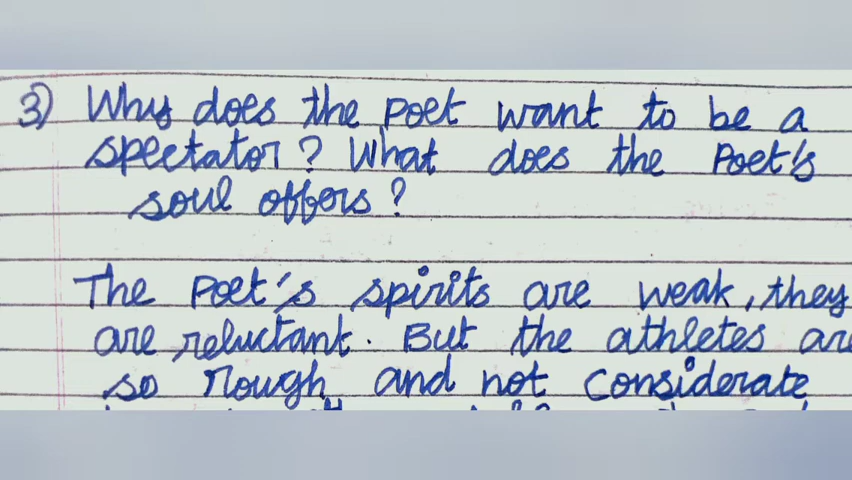 3) Why does the poet want to be a
spectator? What does the Poet's
soul offers?
The Poet's spirits are weak, they
are reluctant. But the athletes are
so rough and not considerate